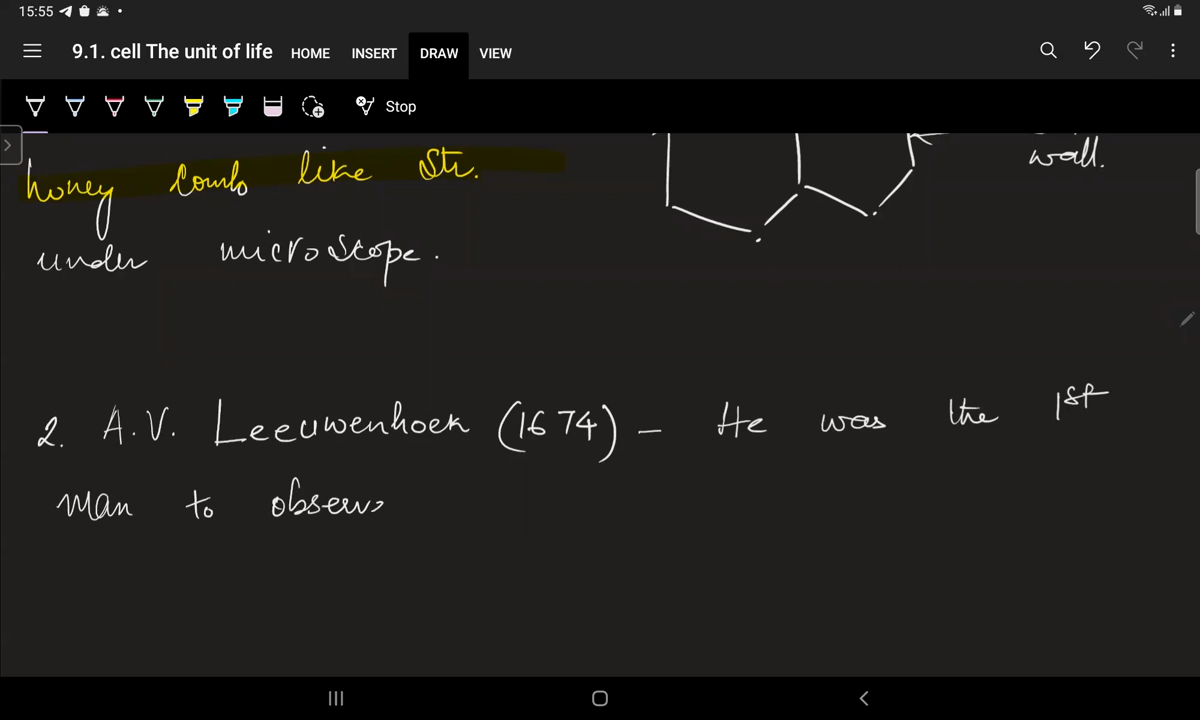 15:55
9.1. cell The unit of life HOME INSERT DRAW VIEW
Stop
wall.
honey comb like Str.
under microscope.
2. A.V. Leeuwenhoek (1674) - He was the 1st
man to observ